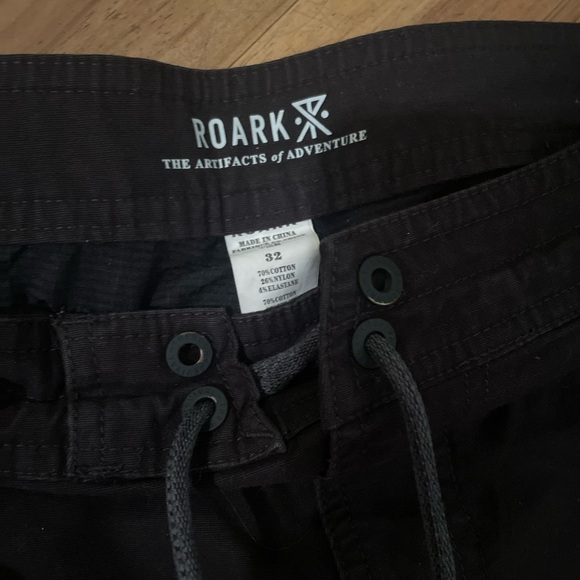 ROARK
THE ARTIFACTS of ADVENTURE
MADE IN CHINA
32
70%COTTON
26%NYLON
4%ELASTANE
70%COTTON